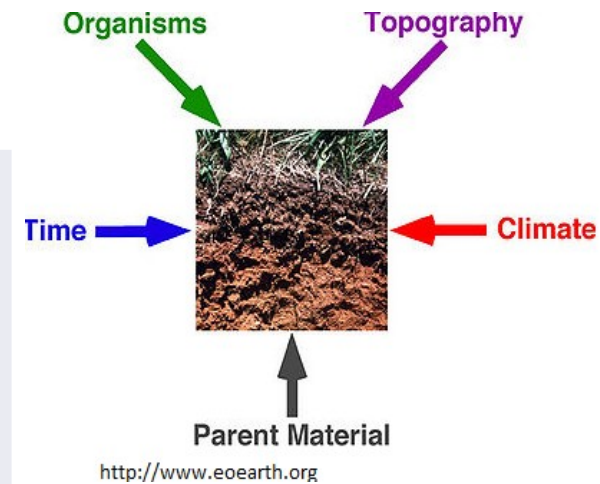 Organisms
Topography
Time
Climate
Parent Material
http://www.eoearth.org